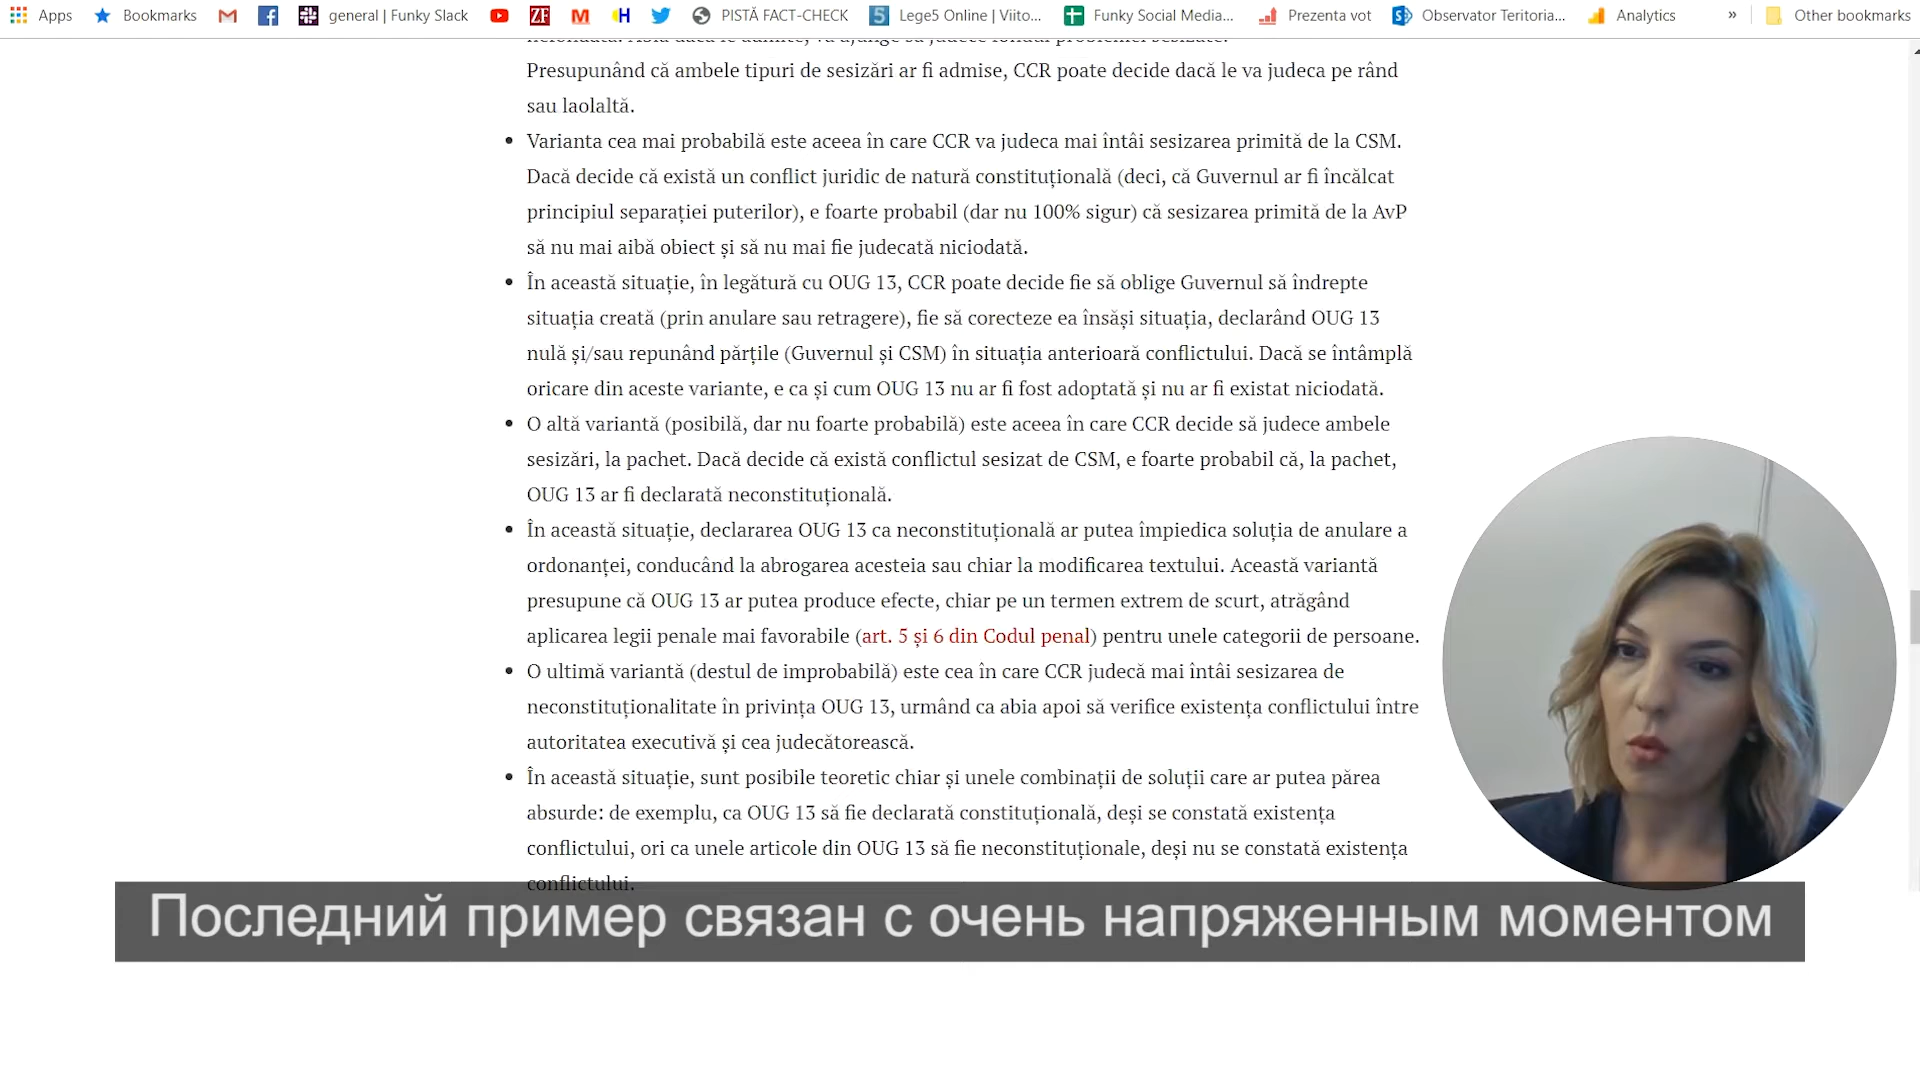 Apps Bookmarks general | Funky Slack PISTĂ FACT-CHECK Lege5 Online | Viito... Funky Social Media... Prezenta vot Observator Teritoria... Analytics » Other bookmarks
Presupunând că ambele tipuri de sesizări ar fi admise, CCR poate decide dacă le va judeca pe rând
sau laolaltă.
• Varianta cea mai probabilă este aceea în care CCR va judeca mai întâi sesizarea primită de la CSM.
Dacă decide că există un conflict juridic de natură constituțională (deci, că Guvernul ar fi încălcat
principiul separației puterilor), e foarte probabil (dar nu 100% sigur) că sesizarea primită de la AvP
să nu mai aibă obiect și să nu mai fie judecată niciodată.
• În această situație, în legătură cu OUG 13, CCR poate decide fie să oblige Guvernul să îndrepte
situația creată (prin anulare sau retragere), fie să corecteze ea însăși situația, declarând OUG 13
nulă și/sau repunând părțile (Guvernul și CSM) în situația anterioară conflictului. Dacă se întâmplă
oricare din aceste variante, e ca și cum OUG 13 nu ar fi fost adoptată și nu ar fi existat niciodată.
• O altă variantă (posibilă, dar nu foarte probabilă) este aceea în care CCR decide să judece ambele
sesizări, la pachet. Dacă decide că există conflictul sesizat de CSM, e foarte probabil că, la pachet,
OUG 13 ar fi declarată neconstituțională.
• În această situație, declararea OUG 13 ca neconstituțională ar putea împiedica soluția de anulare a
ordonanței, conducând la abrogarea acesteia sau chiar la modificarea textului. Această variantă
presupune că OUG 13 ar putea produce efecte, chiar pe un termen extrem de scurt, atrăgând
aplicarea legii penale mai favorabile (art. 5 și 6 din Codul penal) pentru unele categorii de persoane.
• O ultimă variantă (destul de improbabilă) este cea în care CCR judecă mai întâi sesizarea de
neconstituționalitate în privința OUG 13, urmând ca abia apoi să verifice existența conflictului între
autoritatea executivă și cea judecătorească.
• În această situație, sunt posibile teoretic chiar și unele combinații de soluții care ar putea părea
absurde: de exemplu, ca OUG 13 să fie declarată constituțională, deși se constată existența
conflictului, ori ca unele articole din OUG 13 să fie neconstituționale, deși nu se constată existența
conflictului.
Последний пример связан с очень напряженным моментом